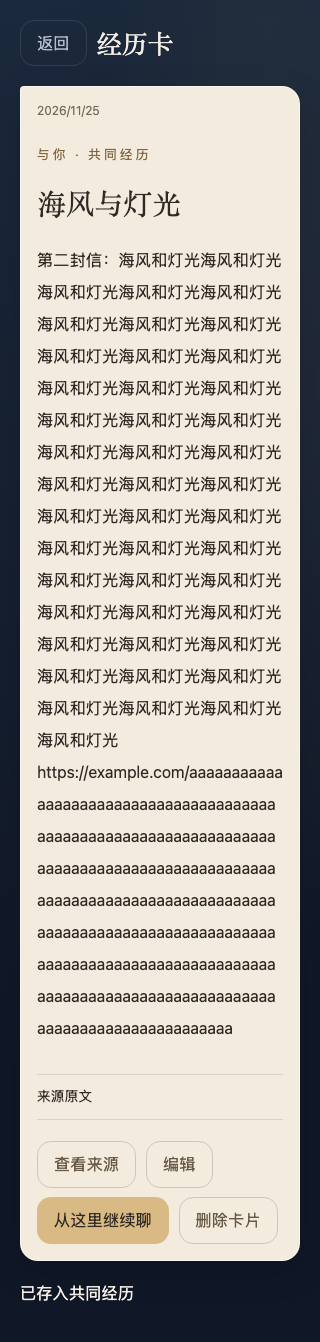 返回 经历卡
2026/11/25
与你 · 共同经历
海风与灯光
第二封信：海风和灯光海风和灯光
海风和灯光海风和灯光海风和灯光
海风和灯光海风和灯光海风和灯光
海风和灯光海风和灯光海风和灯光
海风和灯光海风和灯光海风和灯光
海风和灯光海风和灯光海风和灯光
海风和灯光海风和灯光海风和灯光
海风和灯光海风和灯光海风和灯光
海风和灯光海风和灯光海风和灯光
海风和灯光海风和灯光海风和灯光
海风和灯光海风和灯光海风和灯光
海风和灯光海风和灯光海风和灯光
海风和灯光海风和灯光海风和灯光
海风和灯光海风和灯光海风和灯光
海风和灯光海风和灯光海风和灯光
海风和灯光
https://example.com/aaaaaaaaaaa
aaaaaaaaaaaaaaaaaaaaaaaaaaaa
aaaaaaaaaaaaaaaaaaaaaaaaaaaa
aaaaaaaaaaaaaaaaaaaaaaaaaaaa
aaaaaaaaaaaaaaaaaaaaaaaaaaaa
aaaaaaaaaaaaaaaaaaaaaaaaaaaa
aaaaaaaaaaaaaaaaaaaaaaaaaaaa
aaaaaaaaaaaaaaaaaaaaaaaaaaaa
aaaaaaaaaaaaaaaaaaaaaaa
来源原文
查看来源 编辑
从这里继续聊 删除卡片
已存入共同经历